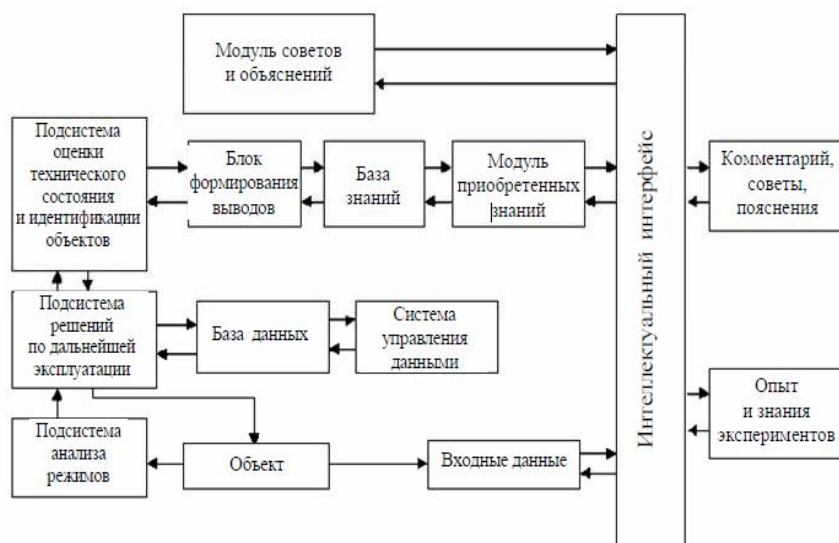 Модуль советов
и объяснений
Подсистема
оценки
технического
состояния
и идентификации
объектов
Блок
формирования
выводов
База
знаний
Модуль
приобретенных
знаний
Интеллектуальный интерфейс
Комментарий,
советы,
пояснения
Подсистема
решений
по дальнейшей
эксплуатации
База данных
Система
управления
данными
Опыт
и знания
экспериментов
Подсистема
анализа
режимов
Объект
Входные данные